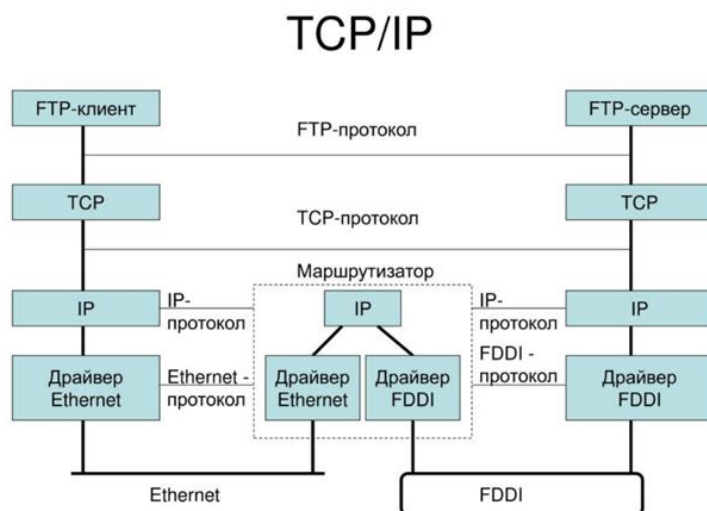 TCP/IP
FTP-клиент
FTP-сервер
FTP-протокол
TCP
TCP
TCP-протокол
Маршрутизатор
IP
IP-
протокол
IP
IP-
протокол
IP
Драйвер
Ethernet
Ethernet -
протокол
Драйвер
Ethernet
Драйвер
FDDI
FDDI -
протокол
Драйвер
FDDI
Ethernet
FDDI